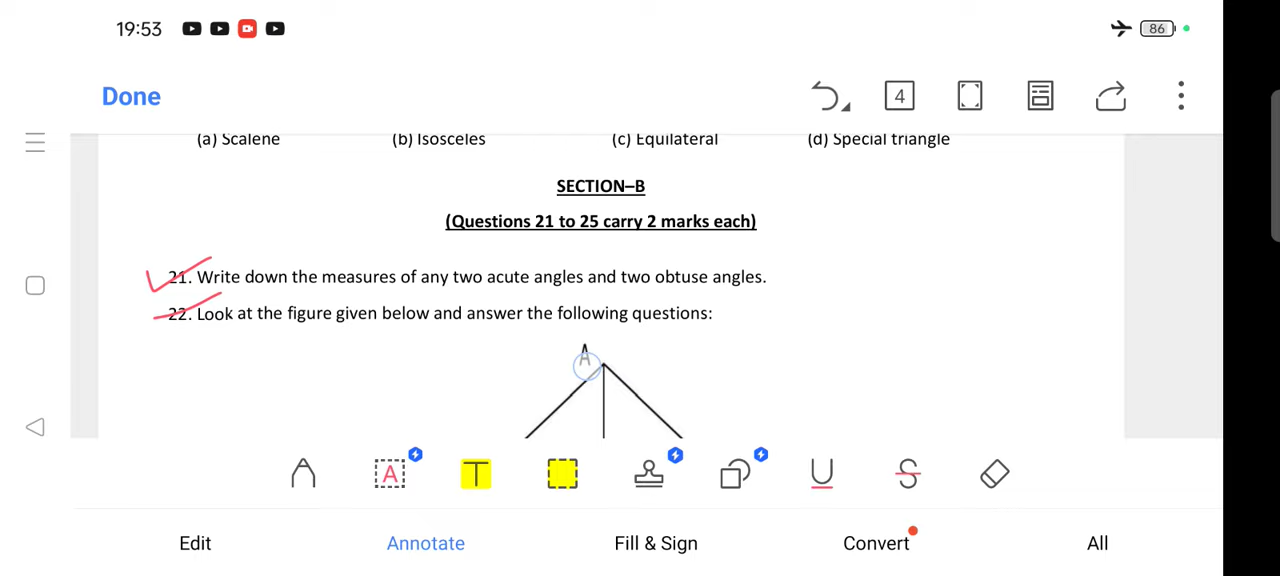 19:53
86
Done
4
(a) Scalene (b) Isosceles (c) Equilateral (d) Special triangle
SECTION–B
(Questions 21 to 25 carry 2 marks each)
21. Write down the measures of any two acute angles and two obtuse angles.
22. Look at the figure given below and answer the following questions:
A
A T U S
Edit Annotate Fill & Sign Convert All